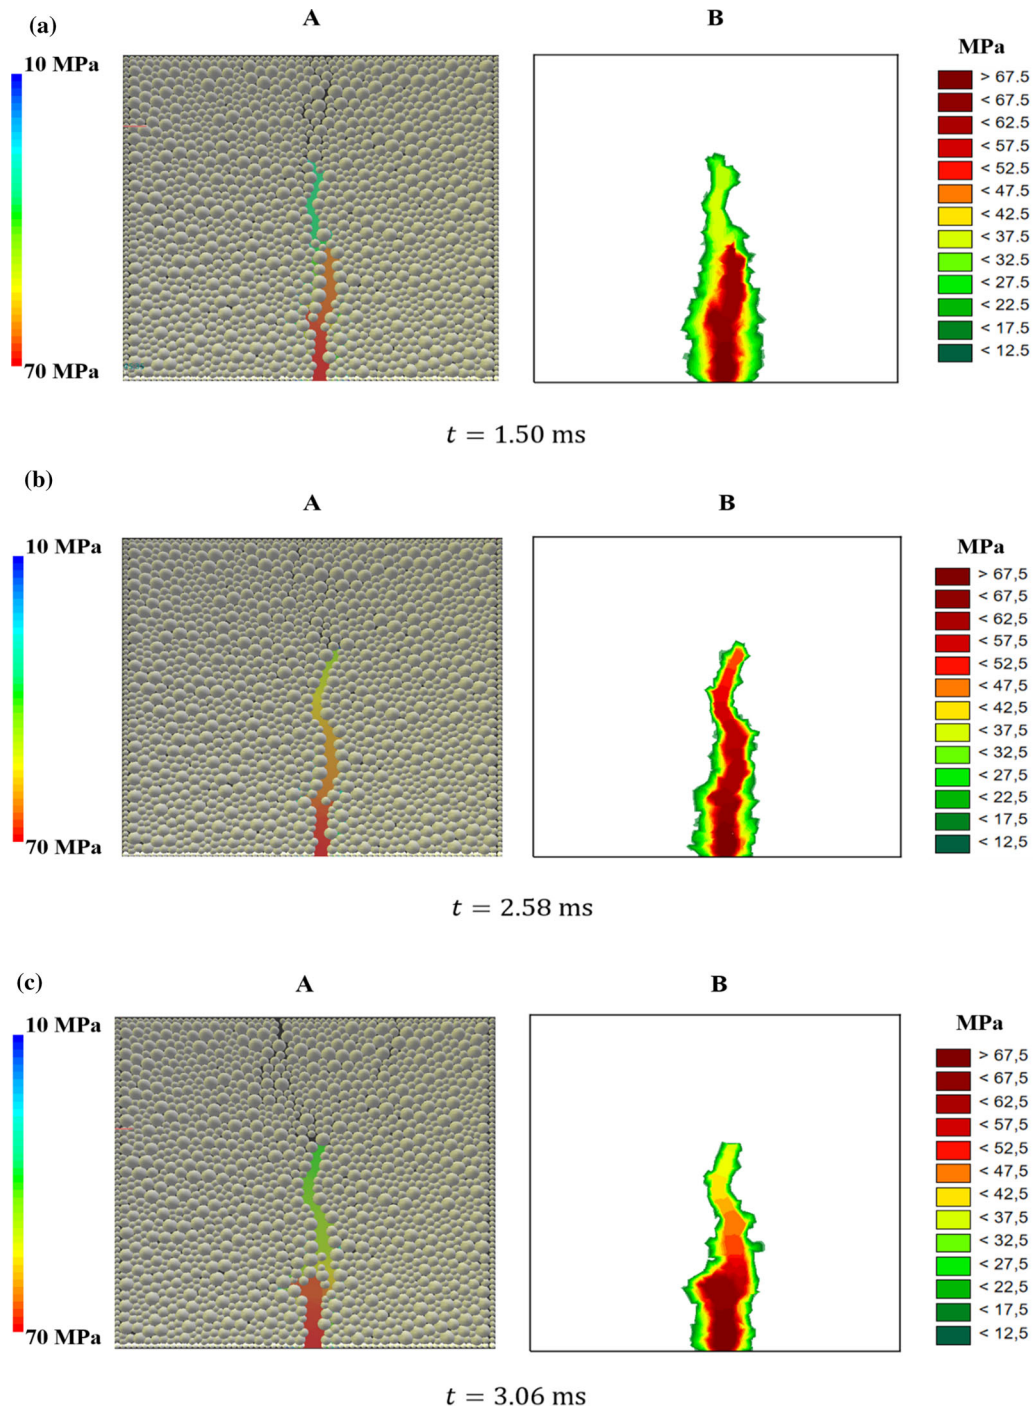 (a)
A
B
10 MPa
70 MPa
MPa
> 67.5
< 67.5
< 62.5
< 57.5
< 52.5
< 47.5
< 42.5
< 37.5
< 32.5
< 27.5
< 22.5
< 17.5
< 12.5
t = 1.50 ms
(b)
A
B
10 MPa
70 MPa
MPa
> 67,5
< 67,5
< 62,5
< 57,5
< 52,5
< 47,5
< 42,5
< 37,5
< 32,5
< 27,5
< 22,5
< 17,5
< 12,5
t = 2.58 ms
(c)
A
B
10 MPa
70 MPa
MPa
> 67,5
< 67,5
< 62,5
< 57,5
< 52,5
< 47,5
< 42,5
< 37,5
< 32,5
< 27,5
< 22,5
< 17,5
< 12,5
t = 3.06 ms